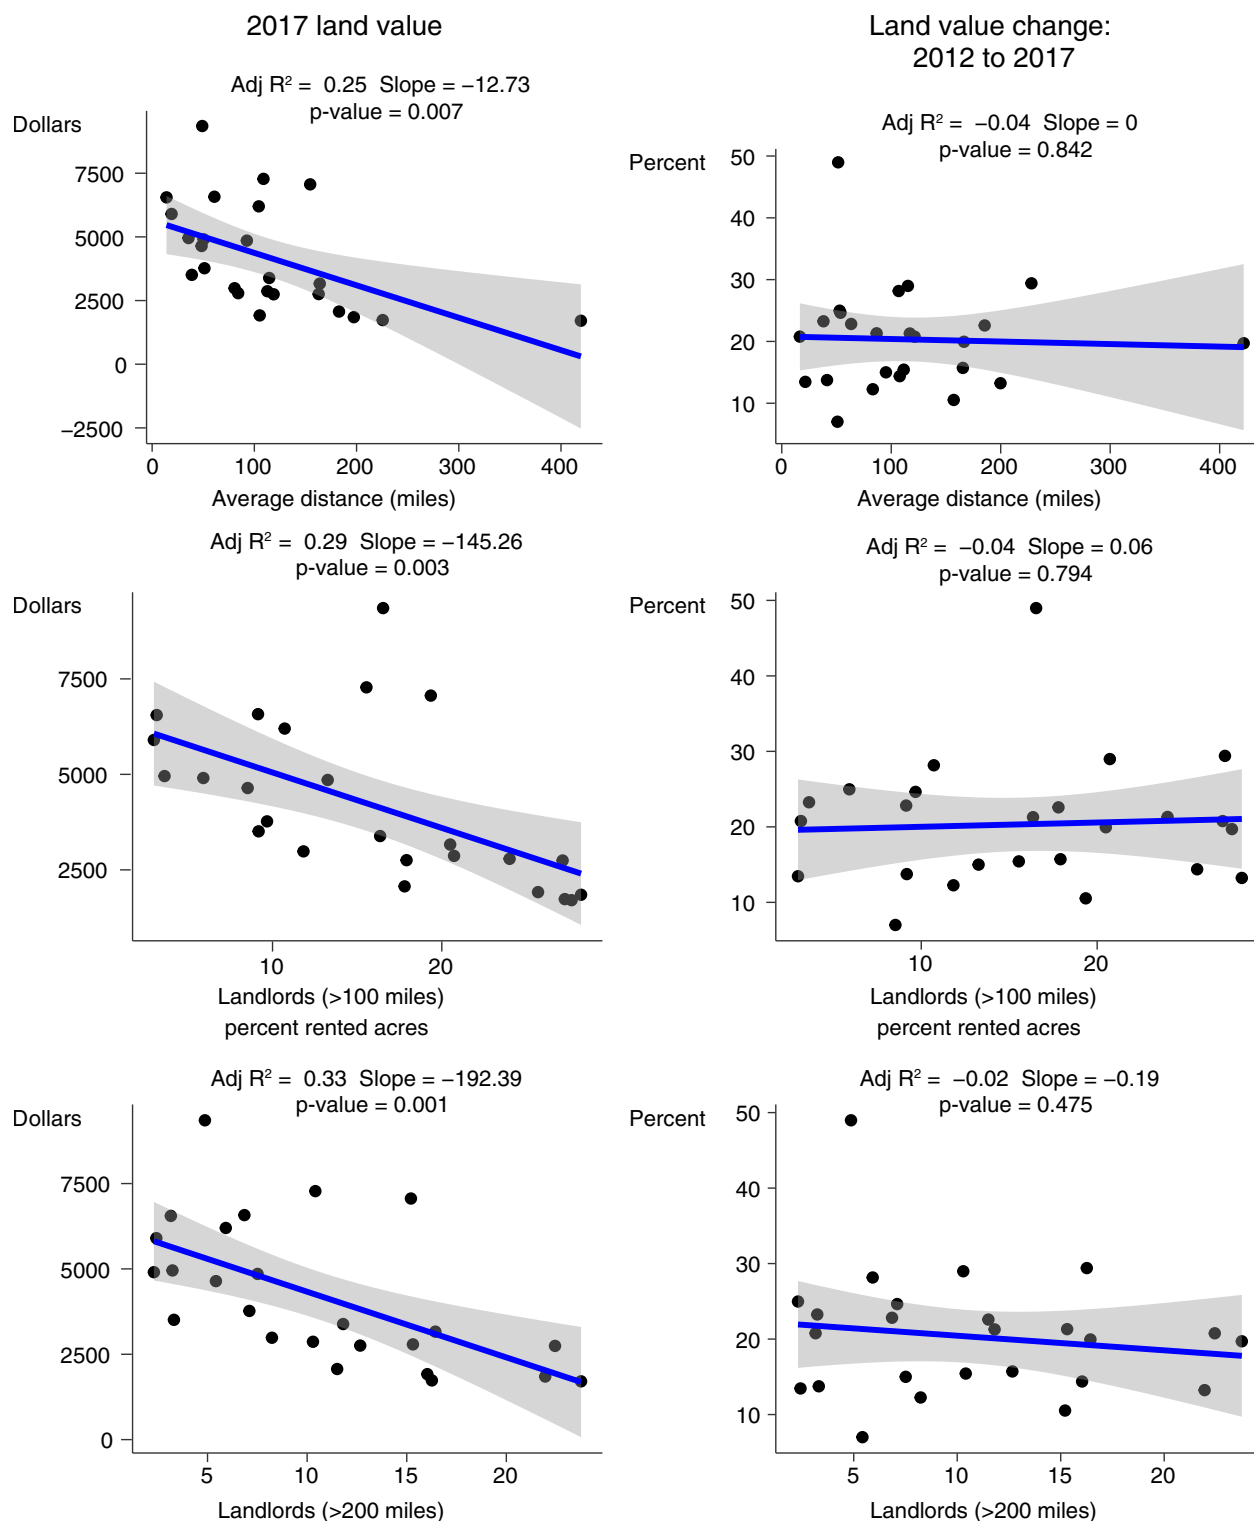 2017 land value
Land value change:
2012 to 2017
Adj R² = 0.25 Slope = −12.73
p-value = 0.007
Dollars
7500
5000
2500
0
−2500
0 100 200 300 400
Average distance (miles)
Adj R² = −0.04 Slope = 0
p-value = 0.842
Percent
50
40
30
20
10
0 100 200 300 400
Average distance (miles)
Adj R² = 0.29 Slope = −145.26
p-value = 0.003
Dollars
7500
5000
2500
10 20
Landlords (>100 miles)
percent rented acres
Adj R² = −0.04 Slope = 0.06
p-value = 0.794
Percent
50
40
30
20
10
10 20
Landlords (>100 miles)
percent rented acres
Adj R² = 0.33 Slope = −192.39
p-value = 0.001
Dollars
7500
5000
2500
0
5 10 15 20
Landlords (>200 miles)
Adj R² = −0.02 Slope = −0.19
p-value = 0.475
Percent
50
40
30
20
10
5 10 15 20
Landlords (>200 miles)